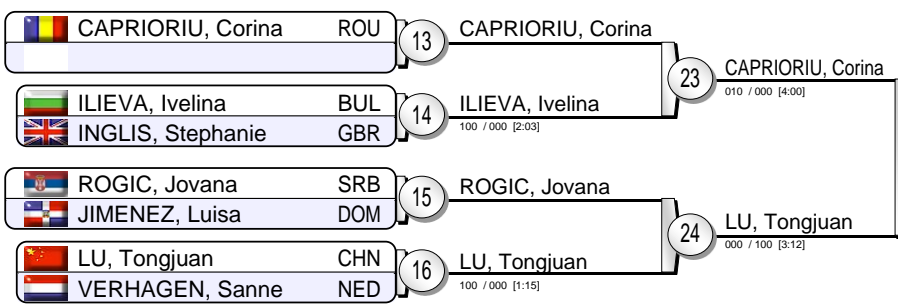 CAPRIORIU, Corina ROU
13
CAPRIORIU, Corina
23
CAPRIORIU, Corina
010 / 000 [4:00]
ILIEVA, Ivelina BUL
INGLIS, Stephanie GBR
14
ILIEVA, Ivelina
100 / 000 [2:03]
ROGIC, Jovana SRB
JIMENEZ, Luisa DOM
15
ROGIC, Jovana
24
LU, Tongjuan
000 / 100 [3:12]
LU, Tongjuan CHN
VERHAGEN, Sanne NED
16
LU, Tongjuan
100 / 000 [1:15]